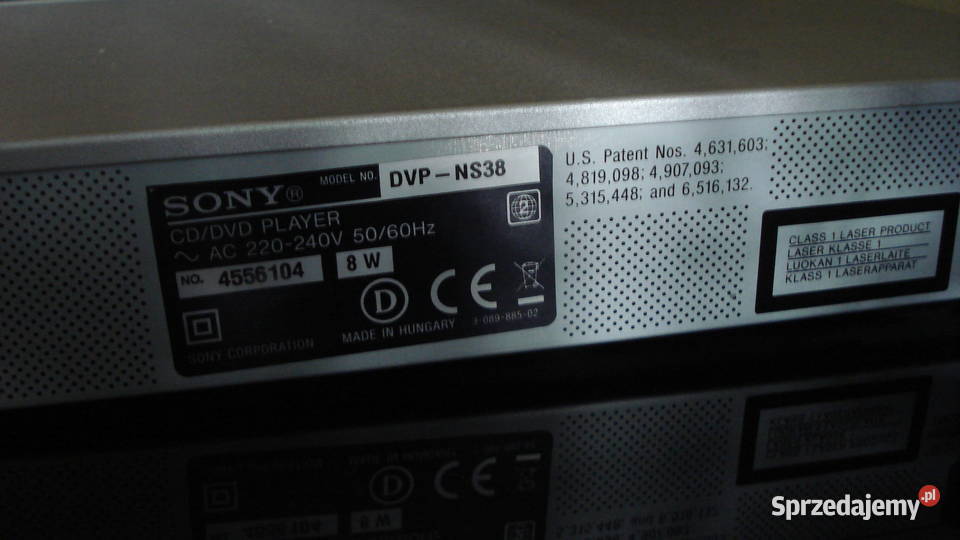 SONY®
MODEL NO. DVP-NS38
CD/DVD PLAYER
~ AC 220-240V 50/60Hz
NO. 4556104
8 W
2
D
CE
MADE IN HUNGARY
3-089-885-02
SONY CORPORATION
U.S. Patent Nos. 4,631,603;
4,819,098; 4,907,093;
5,315,448; and 6,516,132.
CLASS 1 LASER PRODUCT
LASER KLASSE 1
LUOKAN 1 LASERLAITE
KLASS 1 LASERAPPARAT
Sprzedajemy.pl